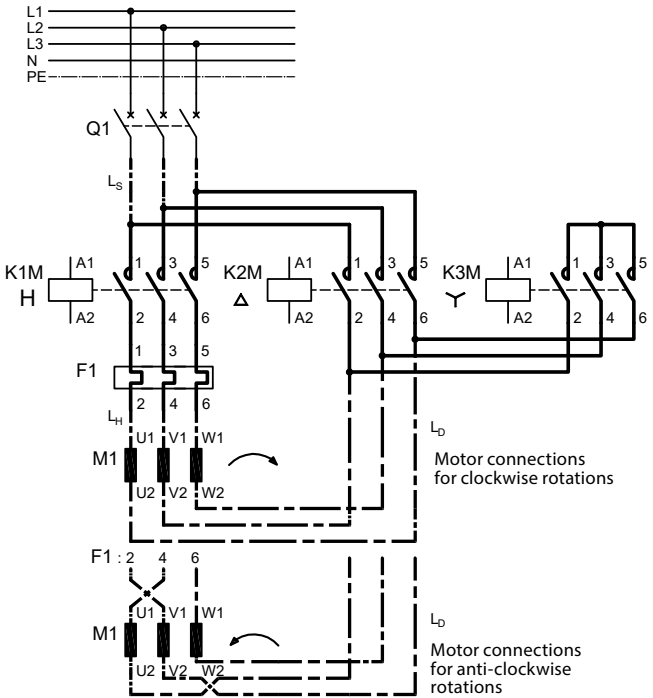 L1
L2
L3
N
PE
Q1
LS
K1M
H
A1
A2
1 3 5
2 4 6
K2M
Δ
A1
A2
1 3 5
2 4 6
K3M
A1
A2
1 3 5
2 4 6
F1
1 3 5
2 4 6
LH
M1
U1 V1 W1
U2 V2 W2
LD
Motor connections
for clockwise rotations
F1 : 2 4 6
M1
U1 V1 W1
U2 V2 W2
LD
Motor connections
for anti-clockwise
rotations